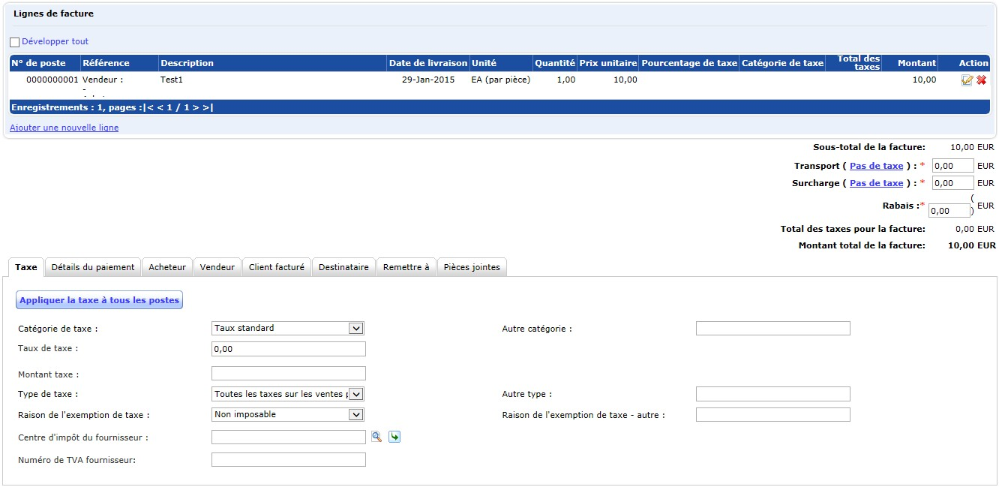 Lignes de facture
Développer tout
N° de poste Référence Description Date de livraison Unité Quantité Prix unitaire Pourcentage de taxe Catégorie de taxe Total des taxes Montant Action
0000000001 Vendeur : Test1 29-Jan-2015 EA (par pièce) 1,00 10,00 10,00
-
Enregistrements : 1, pages :|< < 1 / 1 > >|
Ajouter une nouvelle ligne
Sous-total de la facture: 10,00 EUR
Transport ( Pas de taxe ) : * 0,00 EUR
Surcharge ( Pas de taxe ) : * 0,00 EUR
Rabais :* ( 0,00 ) EUR
Total des taxes pour la facture: 0,00 EUR
Montant total de la facture: 10,00 EUR
Taxe Détails du paiement Acheteur Vendeur Client facturé Destinataire Remettre à Pièces jointes
Appliquer la taxe à tous les postes
Catégorie de taxe : Taux standard Autre catégorie :
Taux de taxe : 0,00
Montant taxe :
Type de taxe : Toutes les taxes sur les ventes Autre type :
Raison de l'exemption de taxe : Non imposable Raison de l'exemption de taxe - autre :
Centre d'impôt du fournisseur :
Numéro de TVA fournisseur: